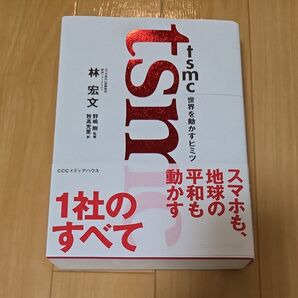 tsmc
世界を動かすヒミツ
tsmc
林 宏文
野嶋 剛 監修
牧髙光里 訳
CCCメディアハウス
スマホも、
地球の
平和も
動かす
1社の
すべて